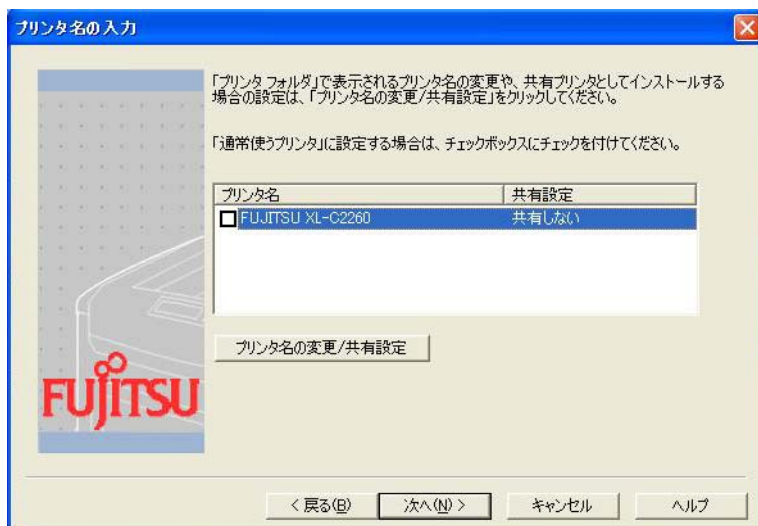 プリンタ名の入力
「プリンタ フォルダ」で表示されるプリンタ名の変更や、共有プリンタとしてインストールする
場合の設定は、「プリンタ名の変更/共有設定」をクリックしてください。
「通常使うプリンタ」に設定する場合は、チェックボックスにチェックを付けてください。
プリンタ名 共有設定
FUJITSU XL-C2260 共有しない
プリンタ名の変更/共有設定
FUJITSU
< 戻る(B) 次へ(N) > キャンセル ヘルプ